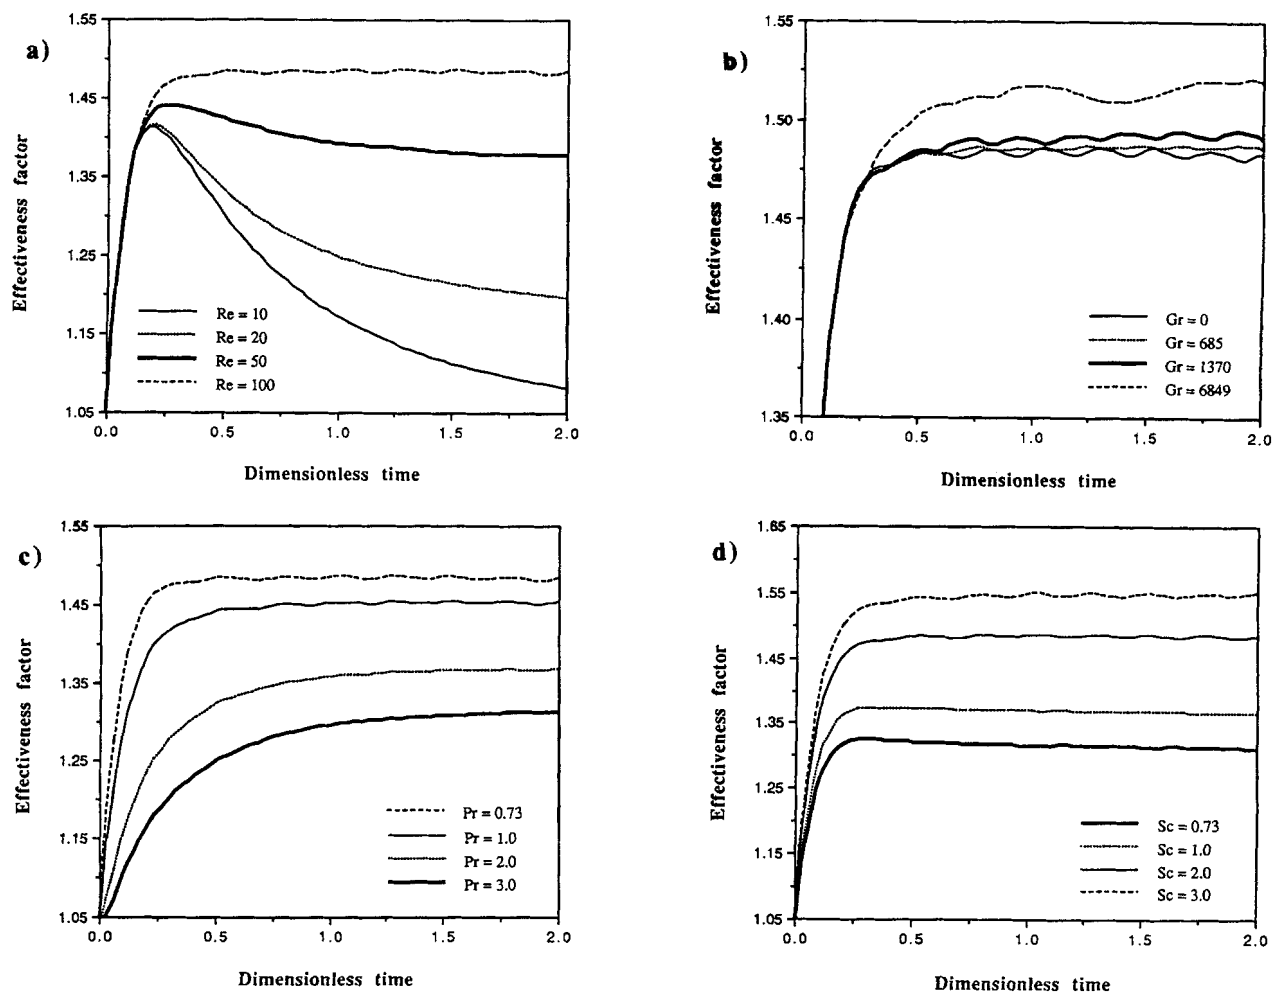 a)
1.55
1.45
1.35
1.25
1.15
1.05
Effectiveness factor
Re = 10
Re = 20
Re = 50
Re = 100
0.0 0.5 1.0 1.5 2.0
Dimensionless time
b)
1.55
1.50
1.45
1.40
1.35
Effectiveness factor
Gr = 0
Gr = 685
Gr = 1370
Gr = 6849
0.0 0.5 1.0 1.5 2.0
Dimensionless time
c)
1.55
1.45
1.35
1.25
1.15
1.05
Effectiveness factor
Pr = 0.73
Pr = 1.0
Pr = 2.0
Pr = 3.0
0.0 0.5 1.0 1.5 2.0
Dimensionless time
d)
1.65
1.55
1.45
1.35
1.25
1.15
1.05
Effectiveness factor
Sc = 0.73
Sc = 1.0
Sc = 2.0
Sc = 3.0
0.0 0.5 1.0 1.5 2.0
Dimensionless time